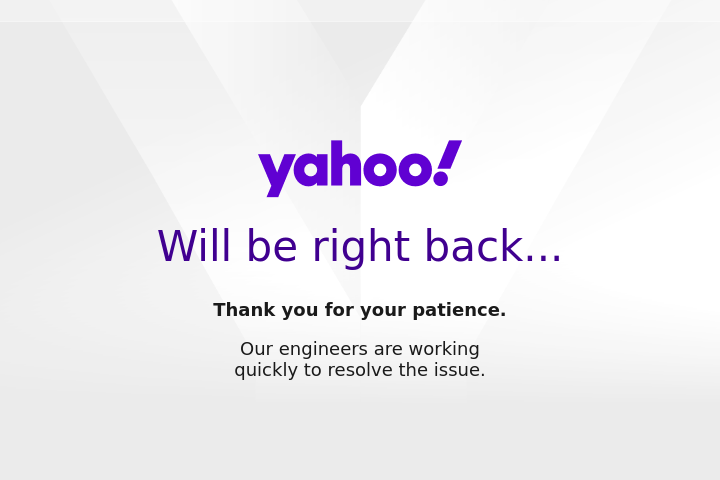 yahoo!
Will be right back...
Thank you for your patience.
Our engineers are working
quickly to resolve the issue.